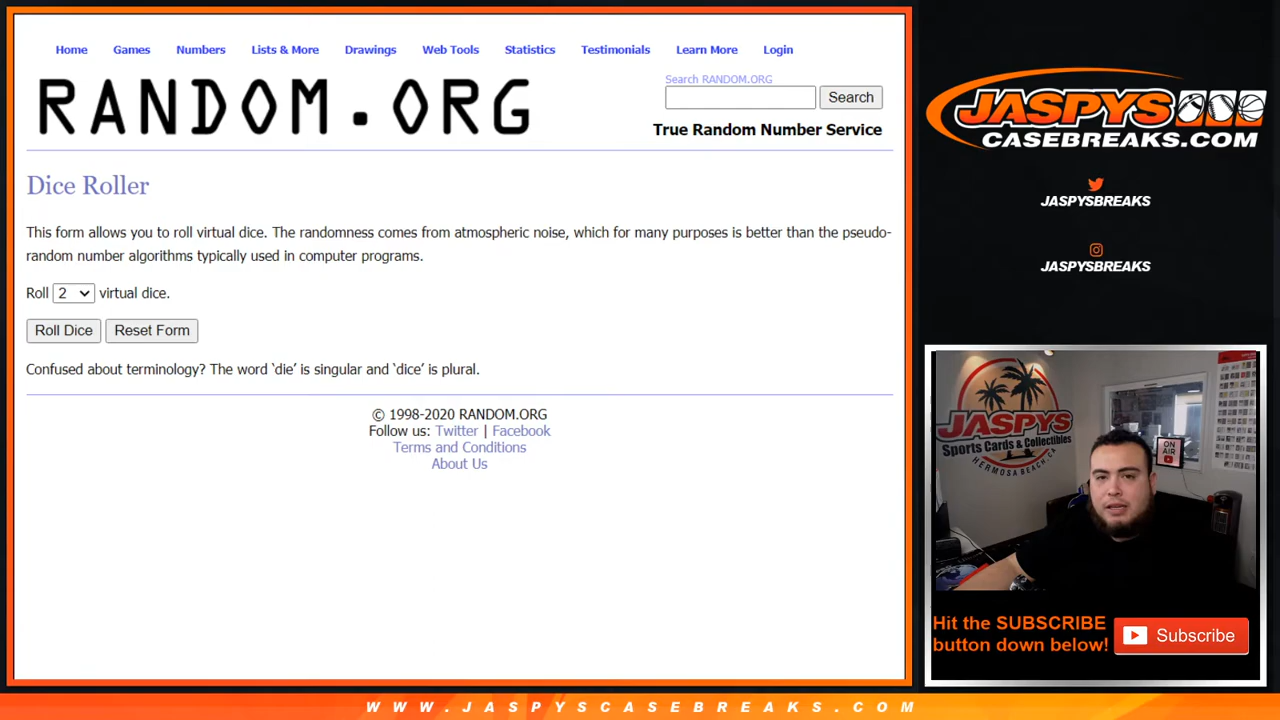 Home Games Numbers Lists & More Drawings Web Tools Statistics Testimonials Learn More Login
RANDOM.ORG
Search RANDOM.ORG
Search
True Random Number Service
Dice Roller
This form allows you to roll virtual dice. The randomness comes from atmospheric noise, which for many purposes is better than the pseudo-
random number algorithms typically used in computer programs.
Roll 2 virtual dice.
Roll Dice Reset Form
Confused about terminology? The word ‘die’ is singular and ‘dice’ is plural.
© 1998-2020 RANDOM.ORG
Follow us: Twitter | Facebook
Terms and Conditions
About Us
JASPYS
CASEBREAKS.COM
JASPYSBREAKS
JASPYSBREAKS
JASPYS
Sports Cards & Collectibles
HERMOSA BEACH, CA
ON
AIR
Hit the SUBSCRIBE
button down below!
Subscribe
WWW.JASPYSCASEBREAKS.COM